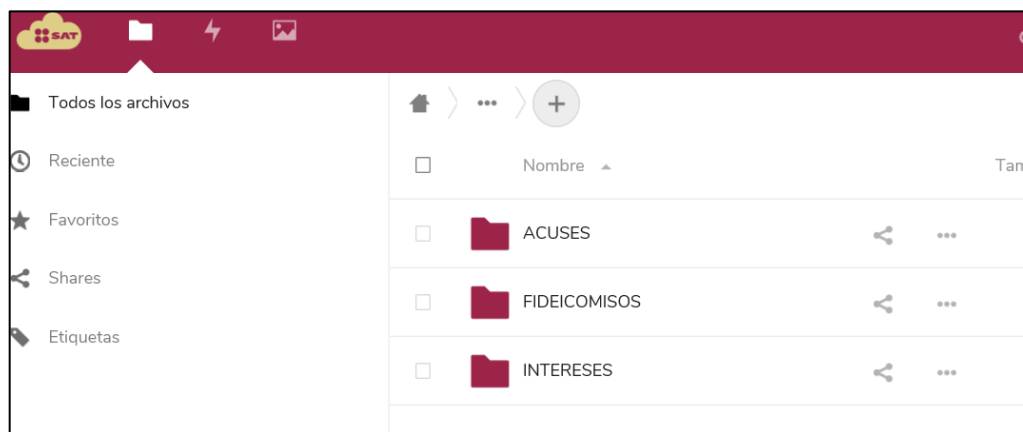 SAT
Todos los archivos
Reciente
Favoritos
Shares
Etiquetas
Nombre
ACUSES
FIDEICOMISOS
INTERESES